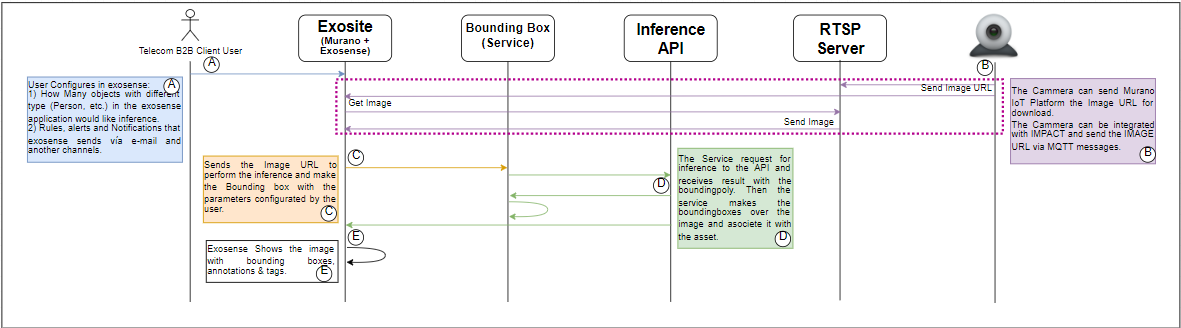 Exosite
(Murano +
Exosense)
Bounding Box
(Service)
Inference
API
RTSP
Server
Telecom B2B Client User
A
B
User Configures in exosense:
A
1) How Many objects with different
type (Person, etc.) in the exosense
application would like inference.
2) Rules, alerts and Notifications that
exosense sends vía e-mail and
another channels.
Send Image URL
Get Image
Send Image
The Cammera can send Murano
IoT Platform the Image URL for
download.
The Cammera can be integrated
with IMPACT and send the IMAGE
URL via MQTT messages.
B
C
Sends the Image URL to
perform the inference and make
the Bounding box with the
parameters configurated by the
user.
C
D
The Service request for
inference to the API and
receives result with the
boundingpoly. Then the
service makes the
boundingboxes over the
image and asociete it with
the asset.
D
E
Exosense Shows the image
with bounding boxes,
annotations & tags.
E